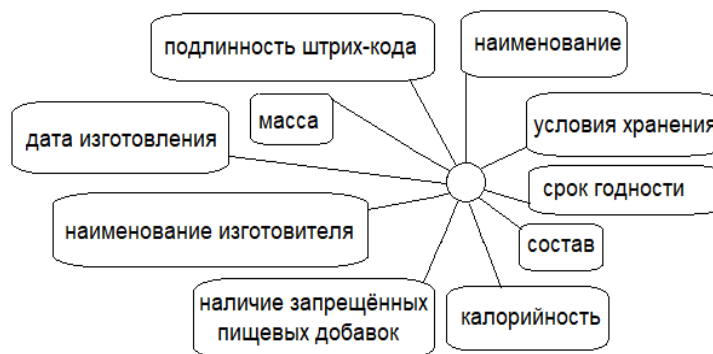 подлинность штрих-кода
наименование
масса
условия хранения
дата изготовления
срок годности
наименование изготовителя
состав
наличие запрещённых
пищевых добавок
калорийность